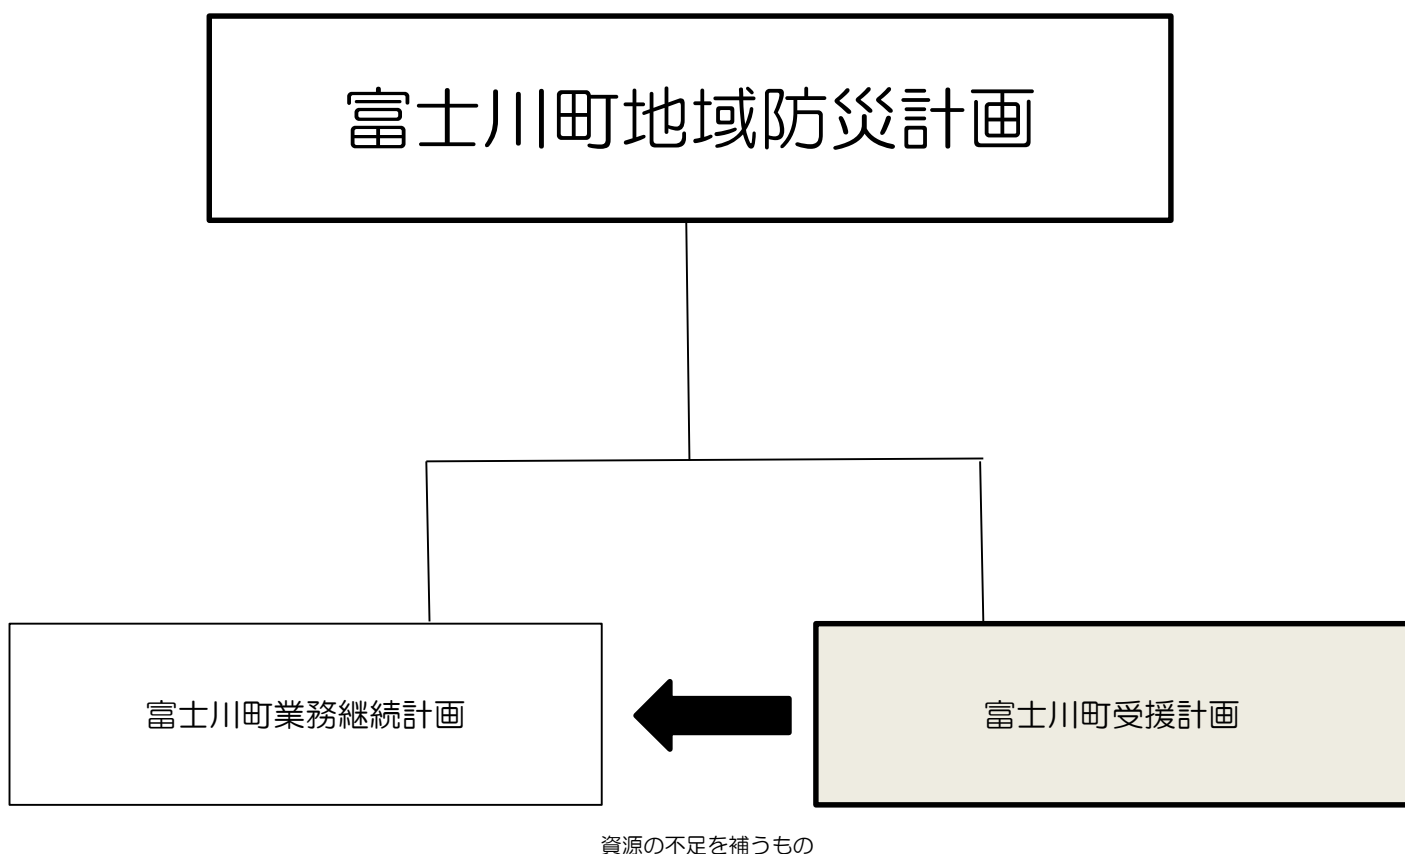 富士川町地域防災計画
富士川町業務継続計画
富士川町受援計画
資源の不足を補うもの